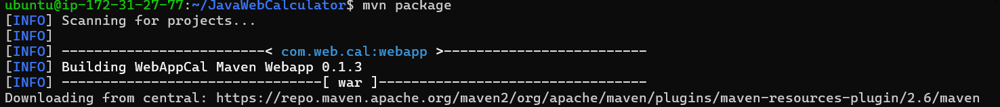 ubuntu@ip-172-31-27-77:~/JavaWebCalculator$ mvn package
[INFO] Scanning for projects...
[INFO]
[INFO] -------------------------< com.web.cal:webapp >-------------------------
[INFO] Building WebAppCal Maven Webapp 0.1.3
[INFO] --------------------------------[ war ]---------------------------------
Downloading from central: https://repo.maven.apache.org/maven2/org/apache/maven/plugins/maven-resources-plugin/2.6/maven